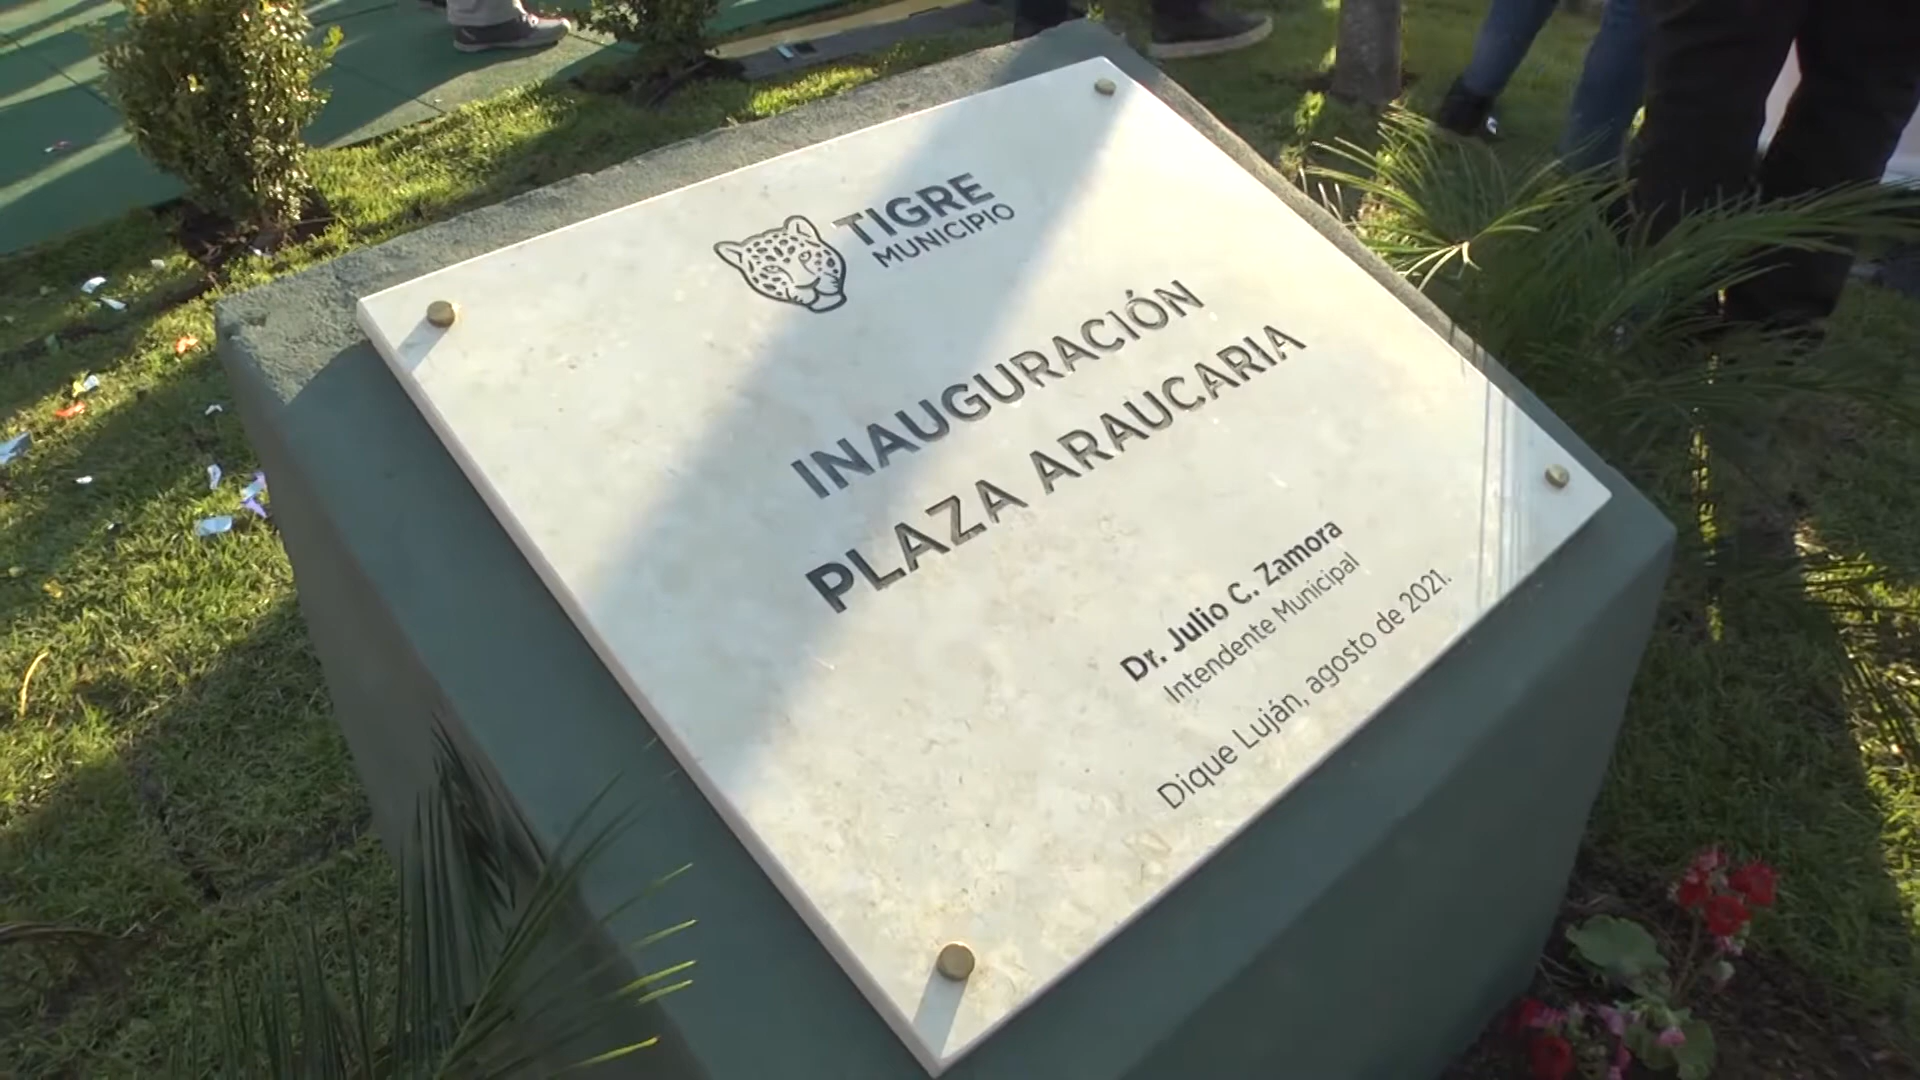 TIGRE
MUNICIPIO
INAUGURACIÓN
PLAZA ARAUCARIA
Dr. Julio C. Zamora
Intendente Municipal
Dique Luján, agosto de 2021.